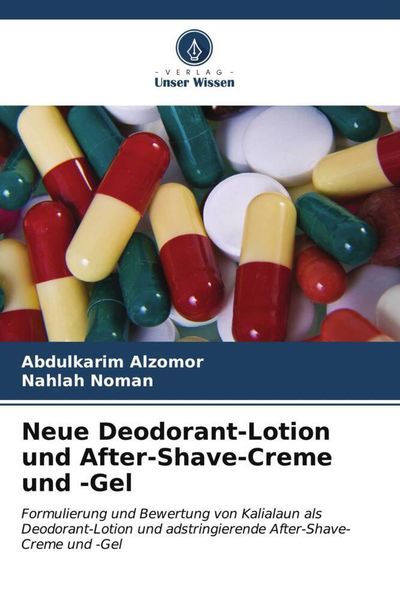 - V E R L A G -
Unser Wissen
Abdulkarim Alzomor
Nahlah Noman
Neue Deodorant-Lotion
und After-Shave-Creme
und -Gel
Formulierung und Bewertung von Kalialaun als
Deodorant-Lotion und adstringierende After-Shave-
Creme und -Gel